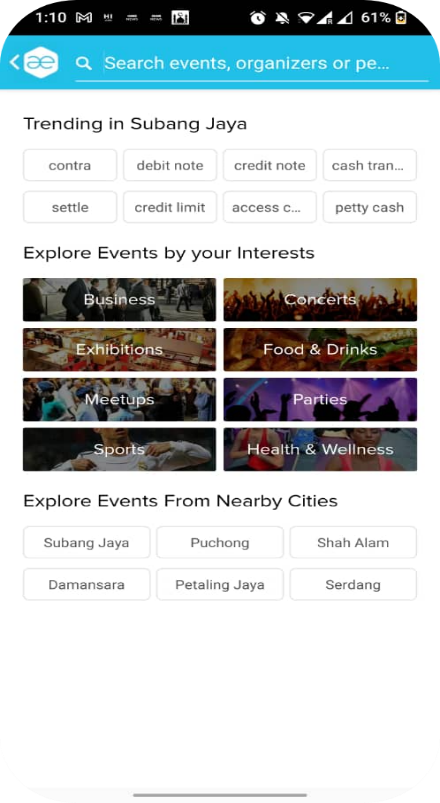 1:10 61%
æ Search events, organizers or pe...
Trending in Subang Jaya
contra debit note credit note cash tran...
settle credit limit access c... petty cash
Explore Events by your Interests
Business Concerts
Exhibitions Food & Drinks
Meetups Parties
Sports Health & Wellness
Explore Events From Nearby Cities
Subang Jaya Puchong Shah Alam
Damansara Petaling Jaya Serdang